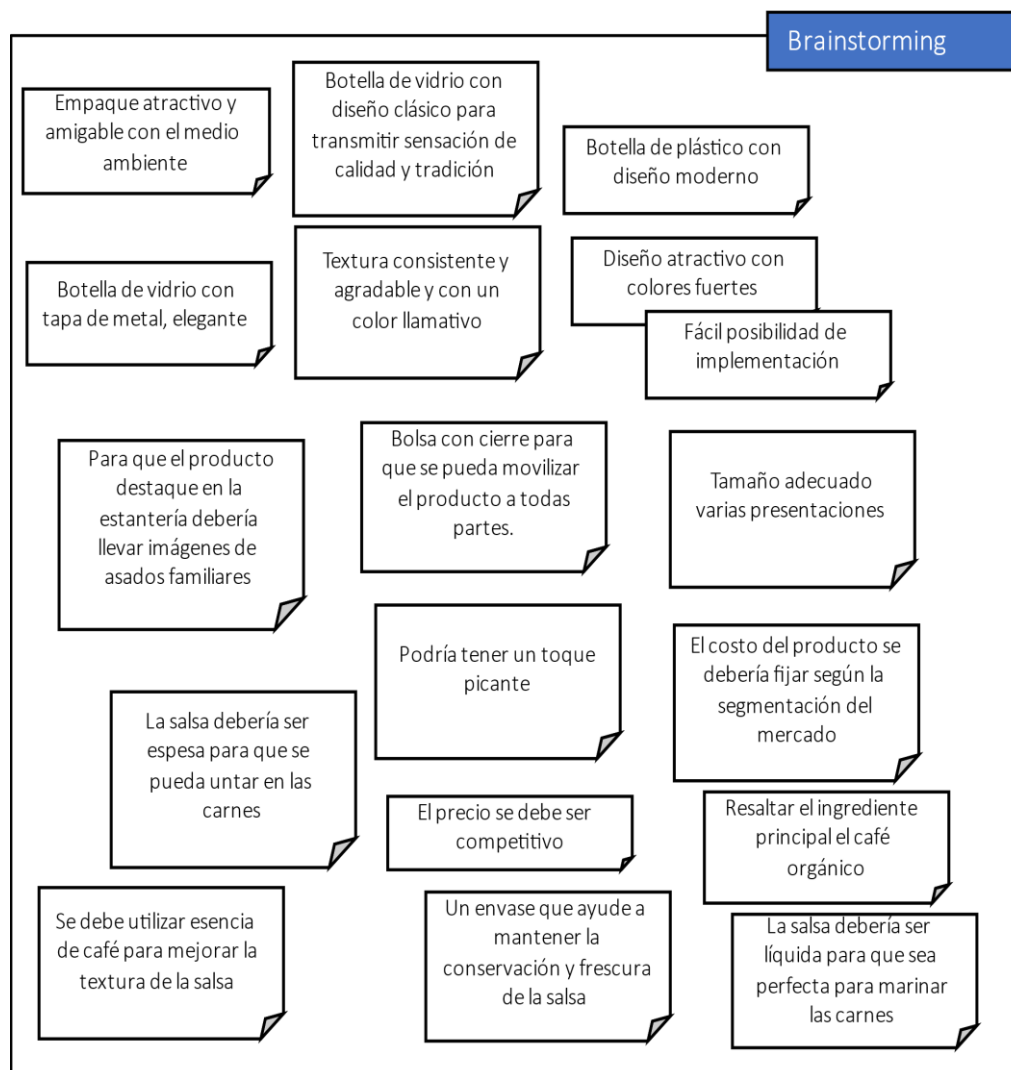 Brainstorming
Empaque atractivo y
amigable con el medio
ambiente
Botella de vidrio con
diseño clásico para
transmitir sensación de
calidad y tradición
Botella de plástico con
diseño moderno
Botella de vidrio con
tapa de metal, elegante
Textura consistente y
agradable y con un
color llamativo
Diseño atractivo con
colores fuertes
Fácil posibilidad de
implementación
Para que el producto
destaque en la
estantería debería
llevar imágenes de
asados familiares
Bolsa con cierre para
que se pueda movilizar
el producto a todas
partes.
Tamaño adecuado
varias presentaciones
Podría tener un toque
picante
El costo del producto se
debería fijar según la
segmentación del
mercado
La salsa debería ser
espesa para que se
pueda untar en las
carnes
El precio se debe ser
competitivo
Resaltar el ingrediente
principal el café
orgánico
Se debe utilizar esencia
de café para mejorar la
textura de la salsa
Un envase que ayude a
mantener la
conservación y frescura
de la salsa
La salsa debería ser
líquida para que sea
perfecta para marinar
las carnes